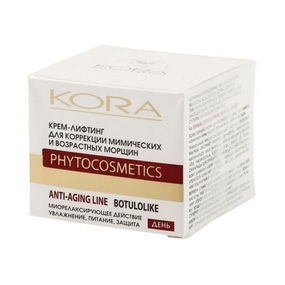 KORA
КРЕМ-ЛИФТИНГ
ДЛЯ КОРРЕКЦИИ МИМИЧЕСКИХ
И ВОЗРАСТНЫХ МОРЩИН
PHYTOCOSMETICS
ANTI-AGING LINE BOTULOLIKE
МИОРЕЛАКСИРУЮЩЕЕ ДЕЙСТВИЕ
УВЛАЖНЕНИЕ, ПИТАНИЕ, ЗАЩИТА
ДЕНЬ